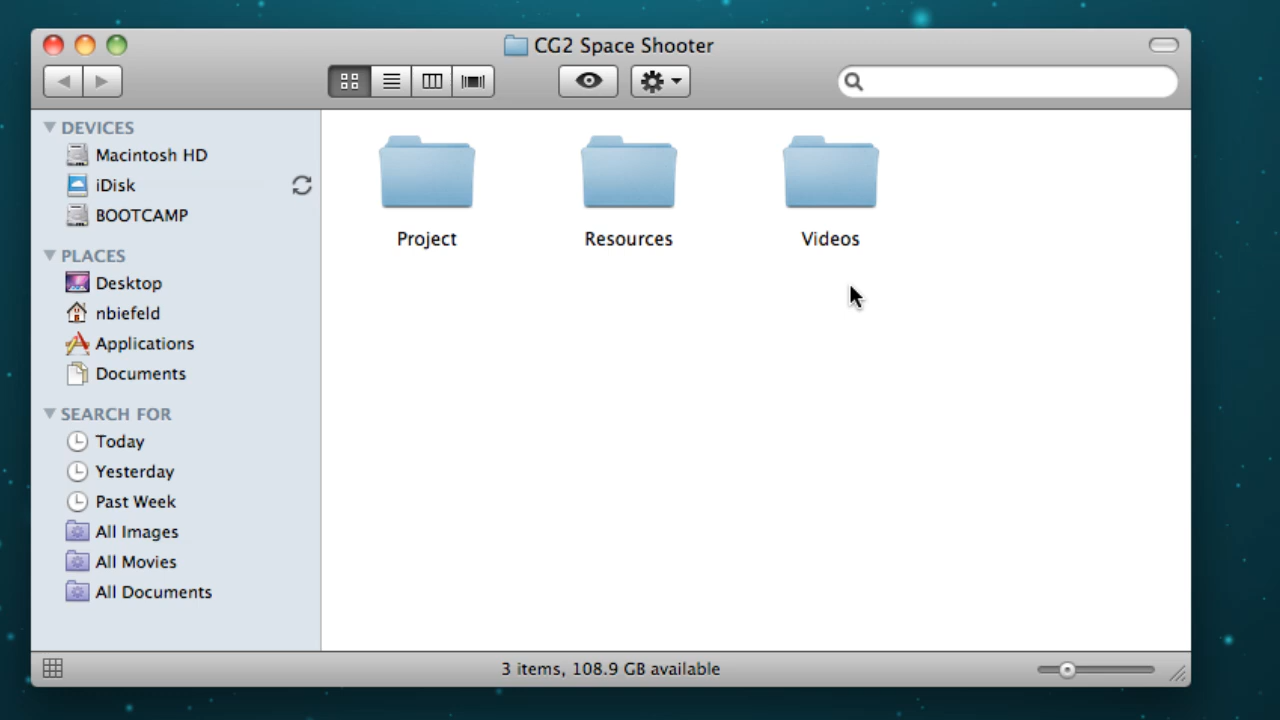 CG2 Space Shooter
DEVICES
Macintosh HD
iDisk
BOOTCAMP
PLACES
Desktop
nbiefeld
Applications
Documents
SEARCH FOR
Today
Yesterday
Past Week
All Images
All Movies
All Documents
Project
Resources
Videos
3 items, 108.9 GB available